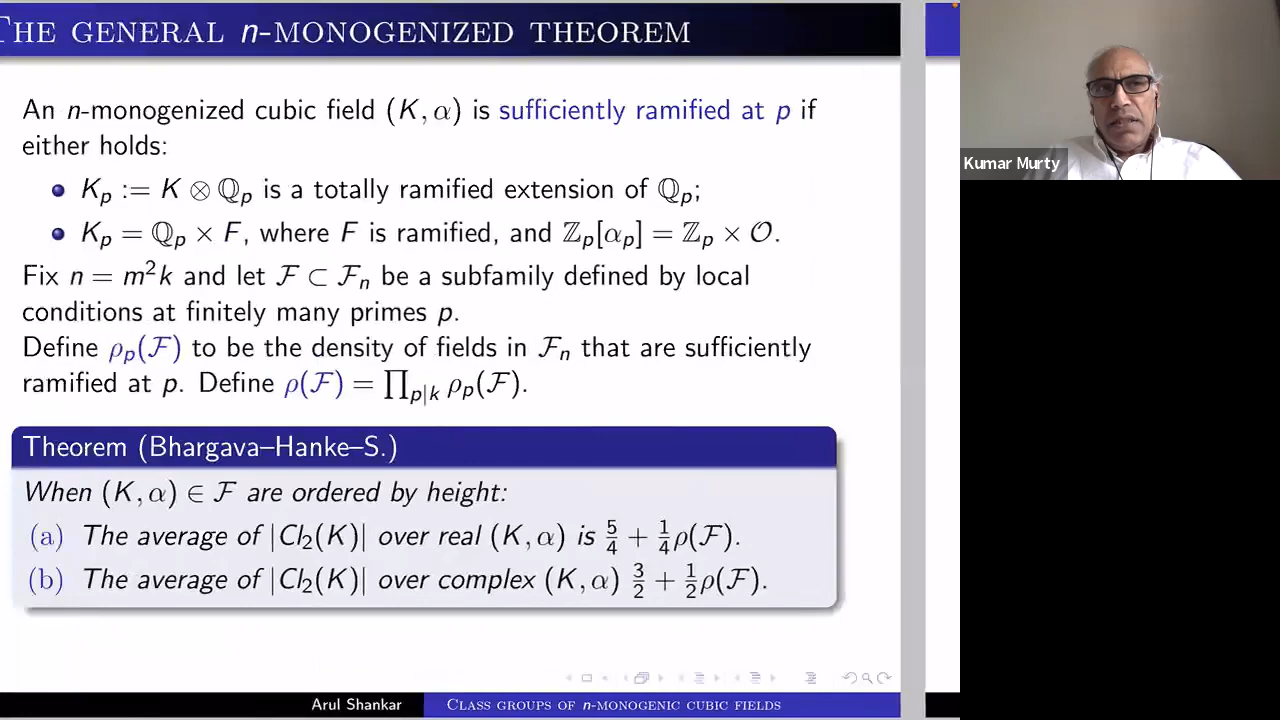 THE GENERAL n-MONOGENIZED THEOREM
An n-monogenized cubic field (K, α) is sufficiently ramified at p if
either holds:
• K_p := K ⊗ ℚ_p is a totally ramified extension of ℚ_p;
• K_p = ℚ_p × F, where F is ramified, and ℤ_p[α_p] = ℤ_p × 𝒪.
Fix n = m²k and let ℱ ⊂ ℱ_n be a subfamily defined by local
conditions at finitely many primes p.
Define ρ_p(ℱ) to be the density of fields in ℱ_n that are sufficiently
ramified at p. Define ρ(ℱ) = ∏_{p|k} ρ_p(ℱ).
Theorem (Bhargava–Hanke–S.)
When (K, α) ∈ ℱ are ordered by height:
(a) The average of |Cl₂(K)| over real (K, α) is 5/4 + 1/4 ρ(ℱ).
(b) The average of |Cl₂(K)| over complex (K, α) 3/2 + 1/2 ρ(ℱ).
Arul Shankar
CLASS GROUPS OF n-MONOGENIC CUBIC FIELDS
Kumar Murty